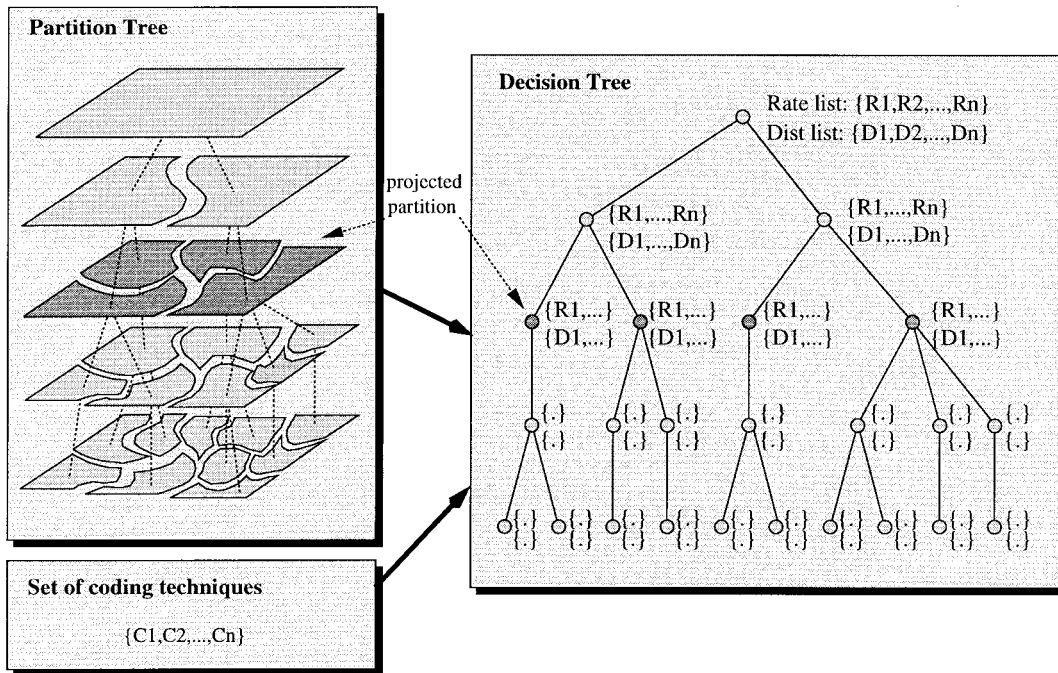 Partition Tree
projected
partition
Set of coding techniques
{C1,C2,...,Cn}
Decision Tree
Rate list: {R1,R2,...,Rn}
Dist list: {D1,D2,...,Dn}
{R1,...,Rn} {R1,...,Rn}
{D1,...,Dn} {D1,...,Dn}
{R1,...} {R1,...} {R1,...} {R1,...}
{D1,...} {D1,...} {D1,...} {D1,...}
{.} {.} {.} {.} {.} {.} {.}
{.} {.} {.} {.} {.} {.} {.}
{.} {.} {.} {.} {.} {.} {.} {.} {.} {.}
{.} {.} {.} {.} {.} {.} {.} {.} {.} {.}